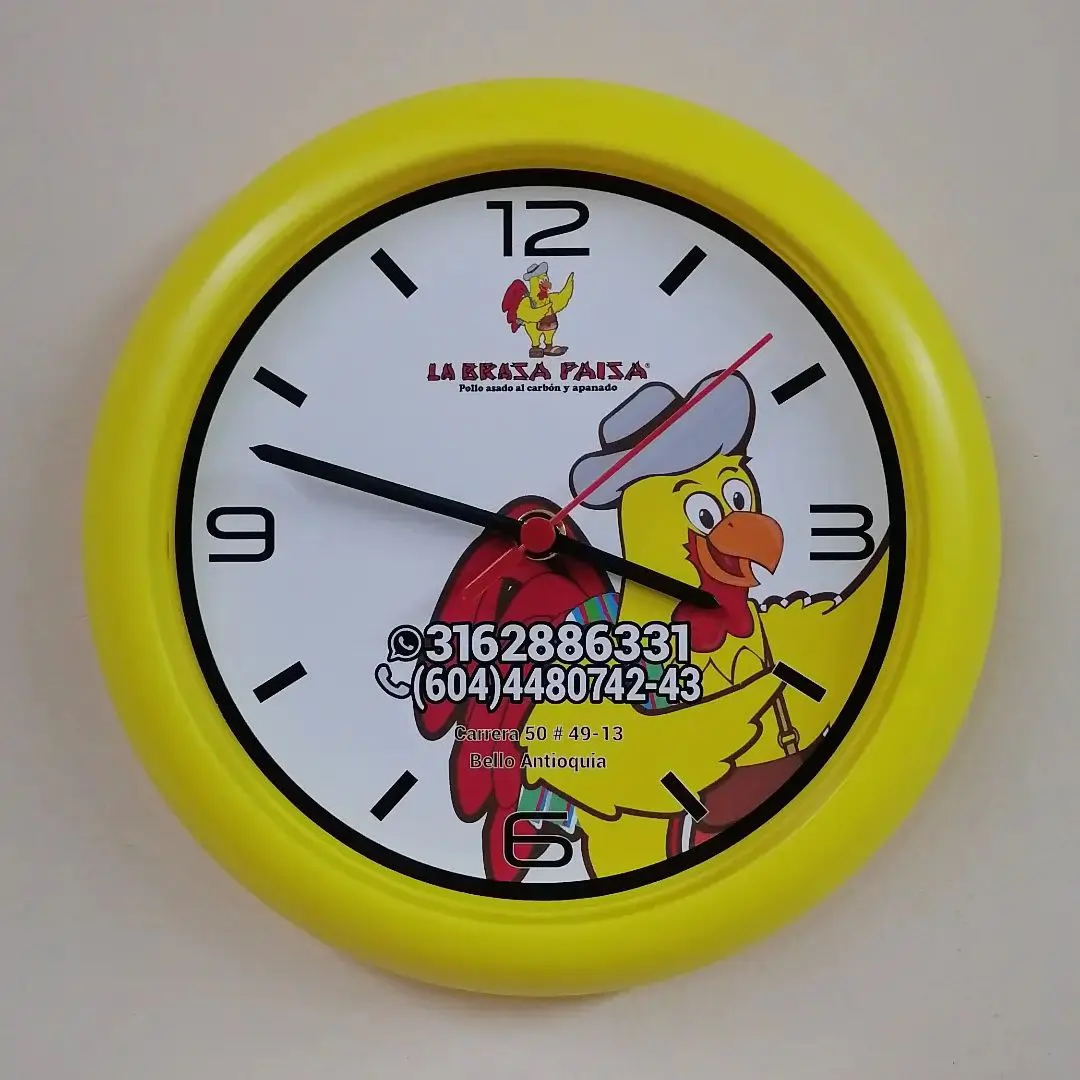 12
LA BRASA PAISA®
Pollo asado al carbón y apanado
9
3
3162886331
(604)4480742-43
Carrera 50 # 49-13
Bello Antioquia
6